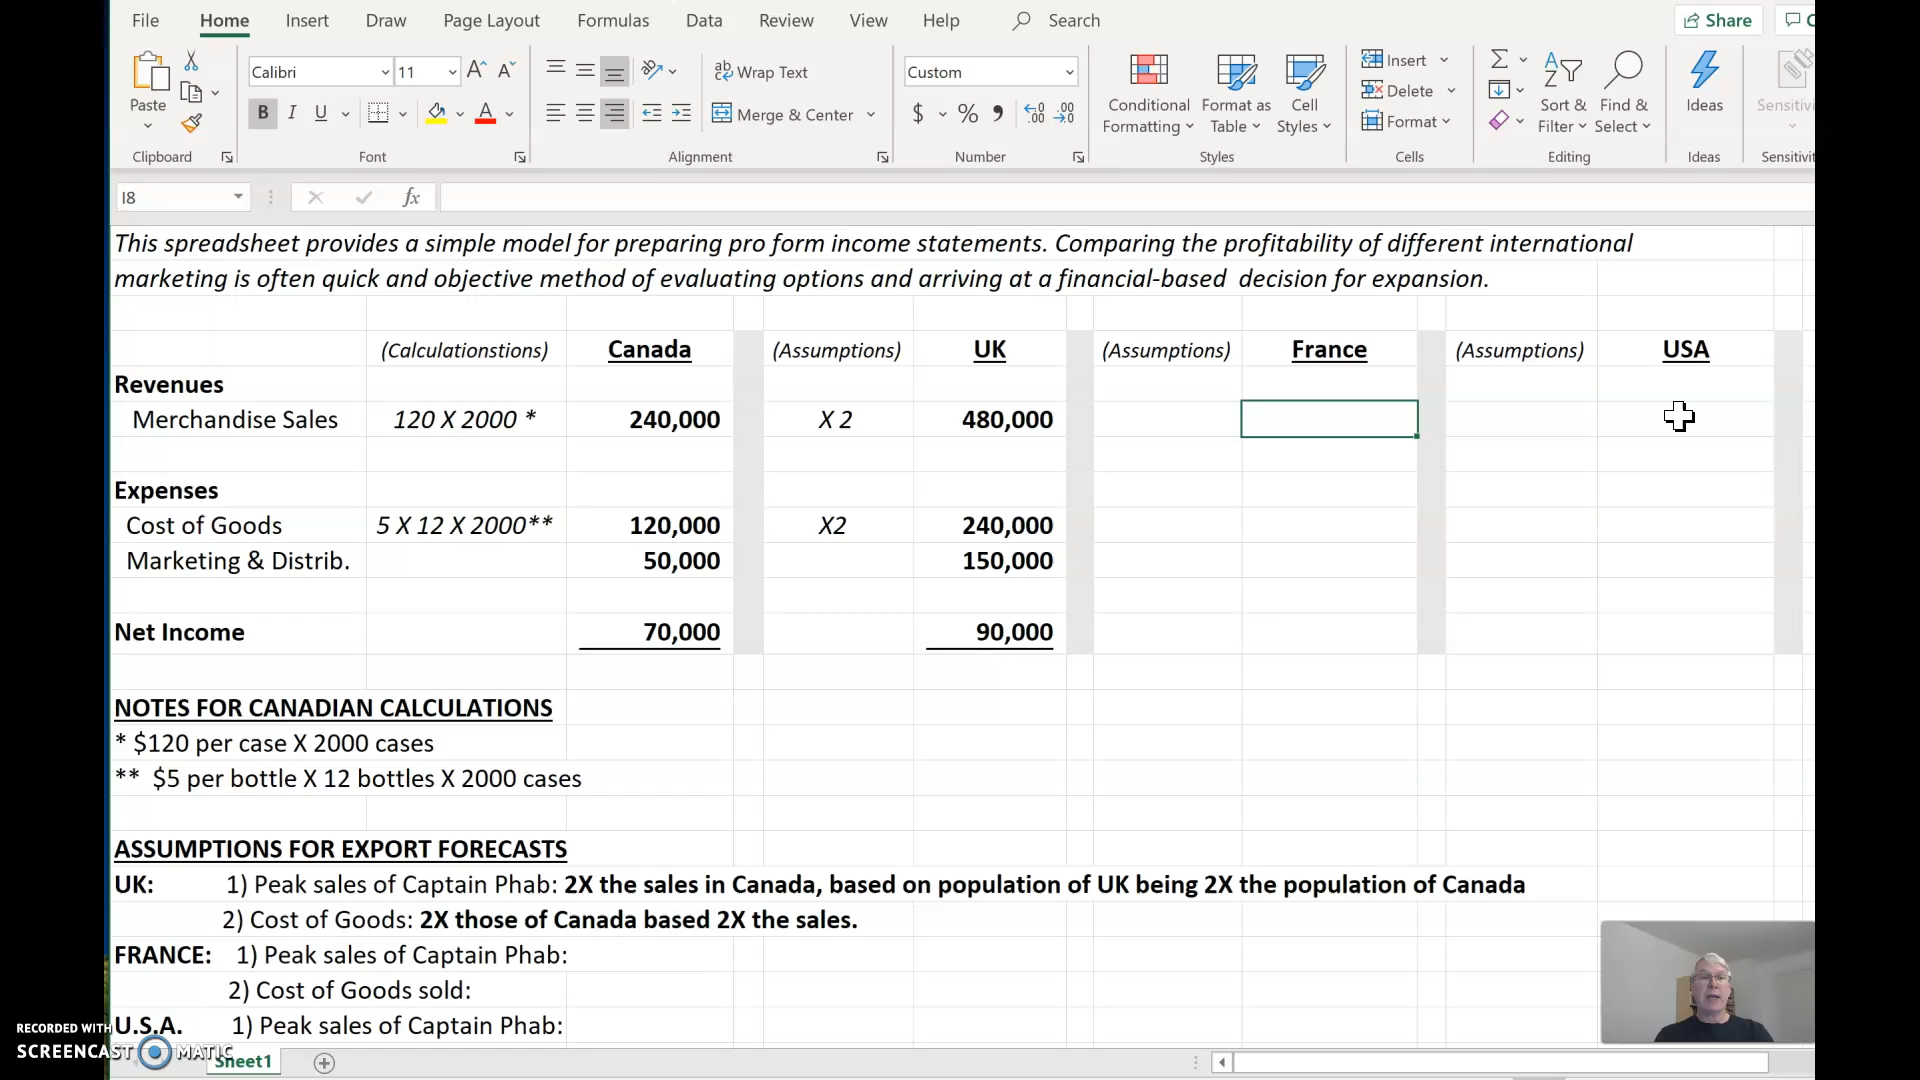 File Home Insert Draw Page Layout Formulas Data Review View Help Search Share
Calibri 11 ab Wrap Text Custom Insert
Paste Conditional Format as Cell Delete Sort & Find & Ideas
B I U A Merge & Center $ % Formatting Table Styles Format Filter Select
Clipboard Font Alignment Number Styles Cells Editing Ideas
I8 fx
This spreadsheet provides a simple model for preparing pro form income statements. Comparing the profitability of different international
marketing is often quick and objective method of evaluating options and arriving at a financial-based decision for expansion.
(Calculationstions) Canada (Assumptions) UK (Assumptions) France (Assumptions) USA
Revenues
Merchandise Sales 120 X 2000 * 240,000 X 2 480,000
Expenses
Cost of Goods 5 X 12 X 2000** 120,000 X2 240,000
Marketing & Distrib. 50,000 150,000
Net Income 70,000 90,000
NOTES FOR CANADIAN CALCULATIONS
* $120 per case X 2000 cases
** $5 per bottle X 12 bottles X 2000 cases
ASSUMPTIONS FOR EXPORT FORECASTS
UK: 1) Peak sales of Captain Phab: 2X the sales in Canada, based on population of UK being 2X the population of Canada
2) Cost of Goods: 2X those of Canada based 2X the sales.
FRANCE: 1) Peak sales of Captain Phab:
2) Cost of Goods sold:
U.S.A. 1) Peak sales of Captain Phab:
RECORDED WITH
SCREENCAST MATIC
Sheet1